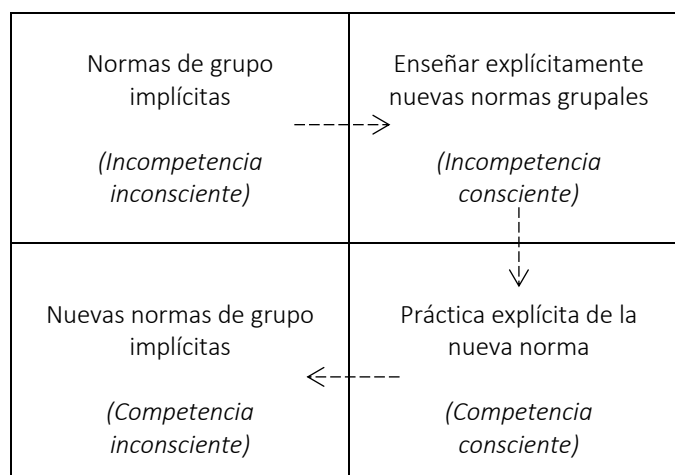 Normas de grupo
implícitas
(Incompetencia
inconsciente)
Enseñar explícitamente
nuevas normas grupales
(Incompetencia
consciente)
Nuevas normas de grupo
implícitas
(Competencia
inconsciente)
Práctica explícita de la
nueva norma
(Competencia
consciente)